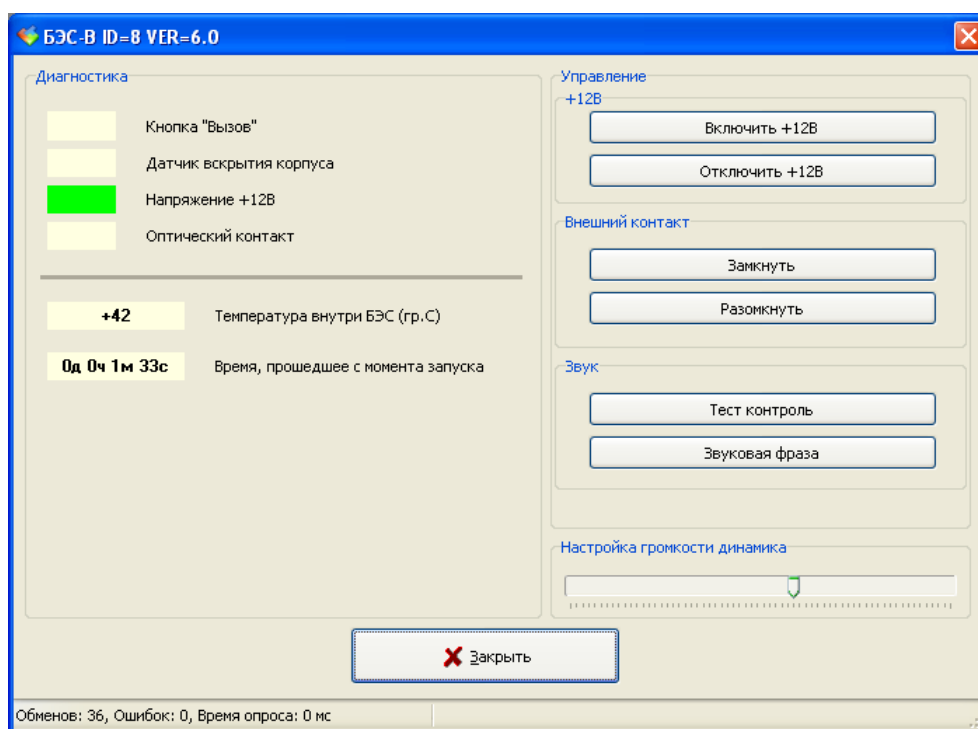 БЭС-В ID=8 VER=6.0
Диагностика
Кнопка "Вызов"
Датчик вскрытия корпуса
Напряжение +12В
Оптический контакт
+42 Температура внутри БЭС (гр.С)
0д 0ч 1м 33с Время, прошедшее с момента запуска
Управление
+12В
Включить +12В
Отключить +12В
Внешний контакт
Замкнуть
Разомкнуть
Звук
Тест контроль
Звуковая фраза
Настройка громкости динамика
Закрыть
Обменов: 36, Ошибок: 0, Время опроса: 0 мс